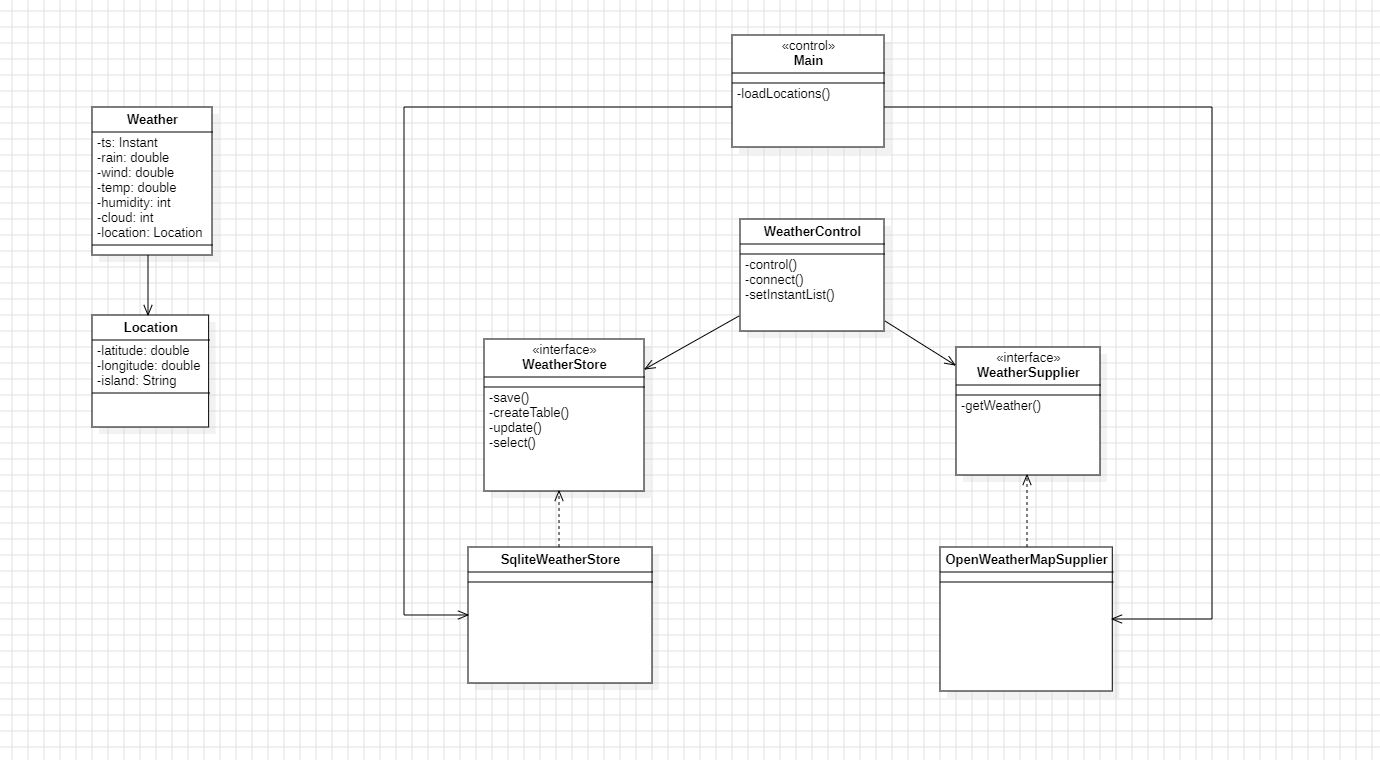 «control»
Main
-loadLocations()
Weather
-ts: Instant
-rain: double
-wind: double
-temp: double
-humidity: int
-cloud: int
-location: Location
WeatherControl
-control()
-connect()
-setInstantList()
Location
-latitude: double
-longitude: double
-island: String
«interface»
WeatherStore
-save()
-createTable()
-update()
-select()
«interface»
WeatherSupplier
-getWeather()
SqliteWeatherStore
OpenWeatherMapSupplier